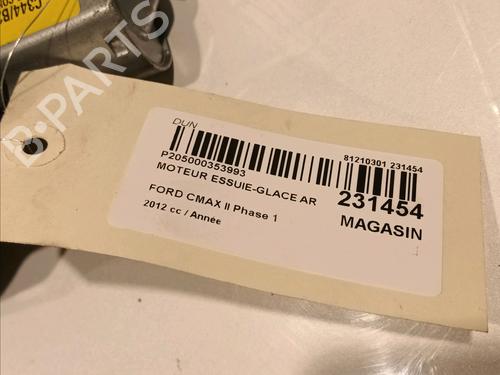 C344/B
B-PARTS
DUN
P205000353993
MOTEUR ESSUIE-GLACE AR
FORD CMAX II Phase 1
2012 cc / Année
81210301 231454
231454
MAGASIN